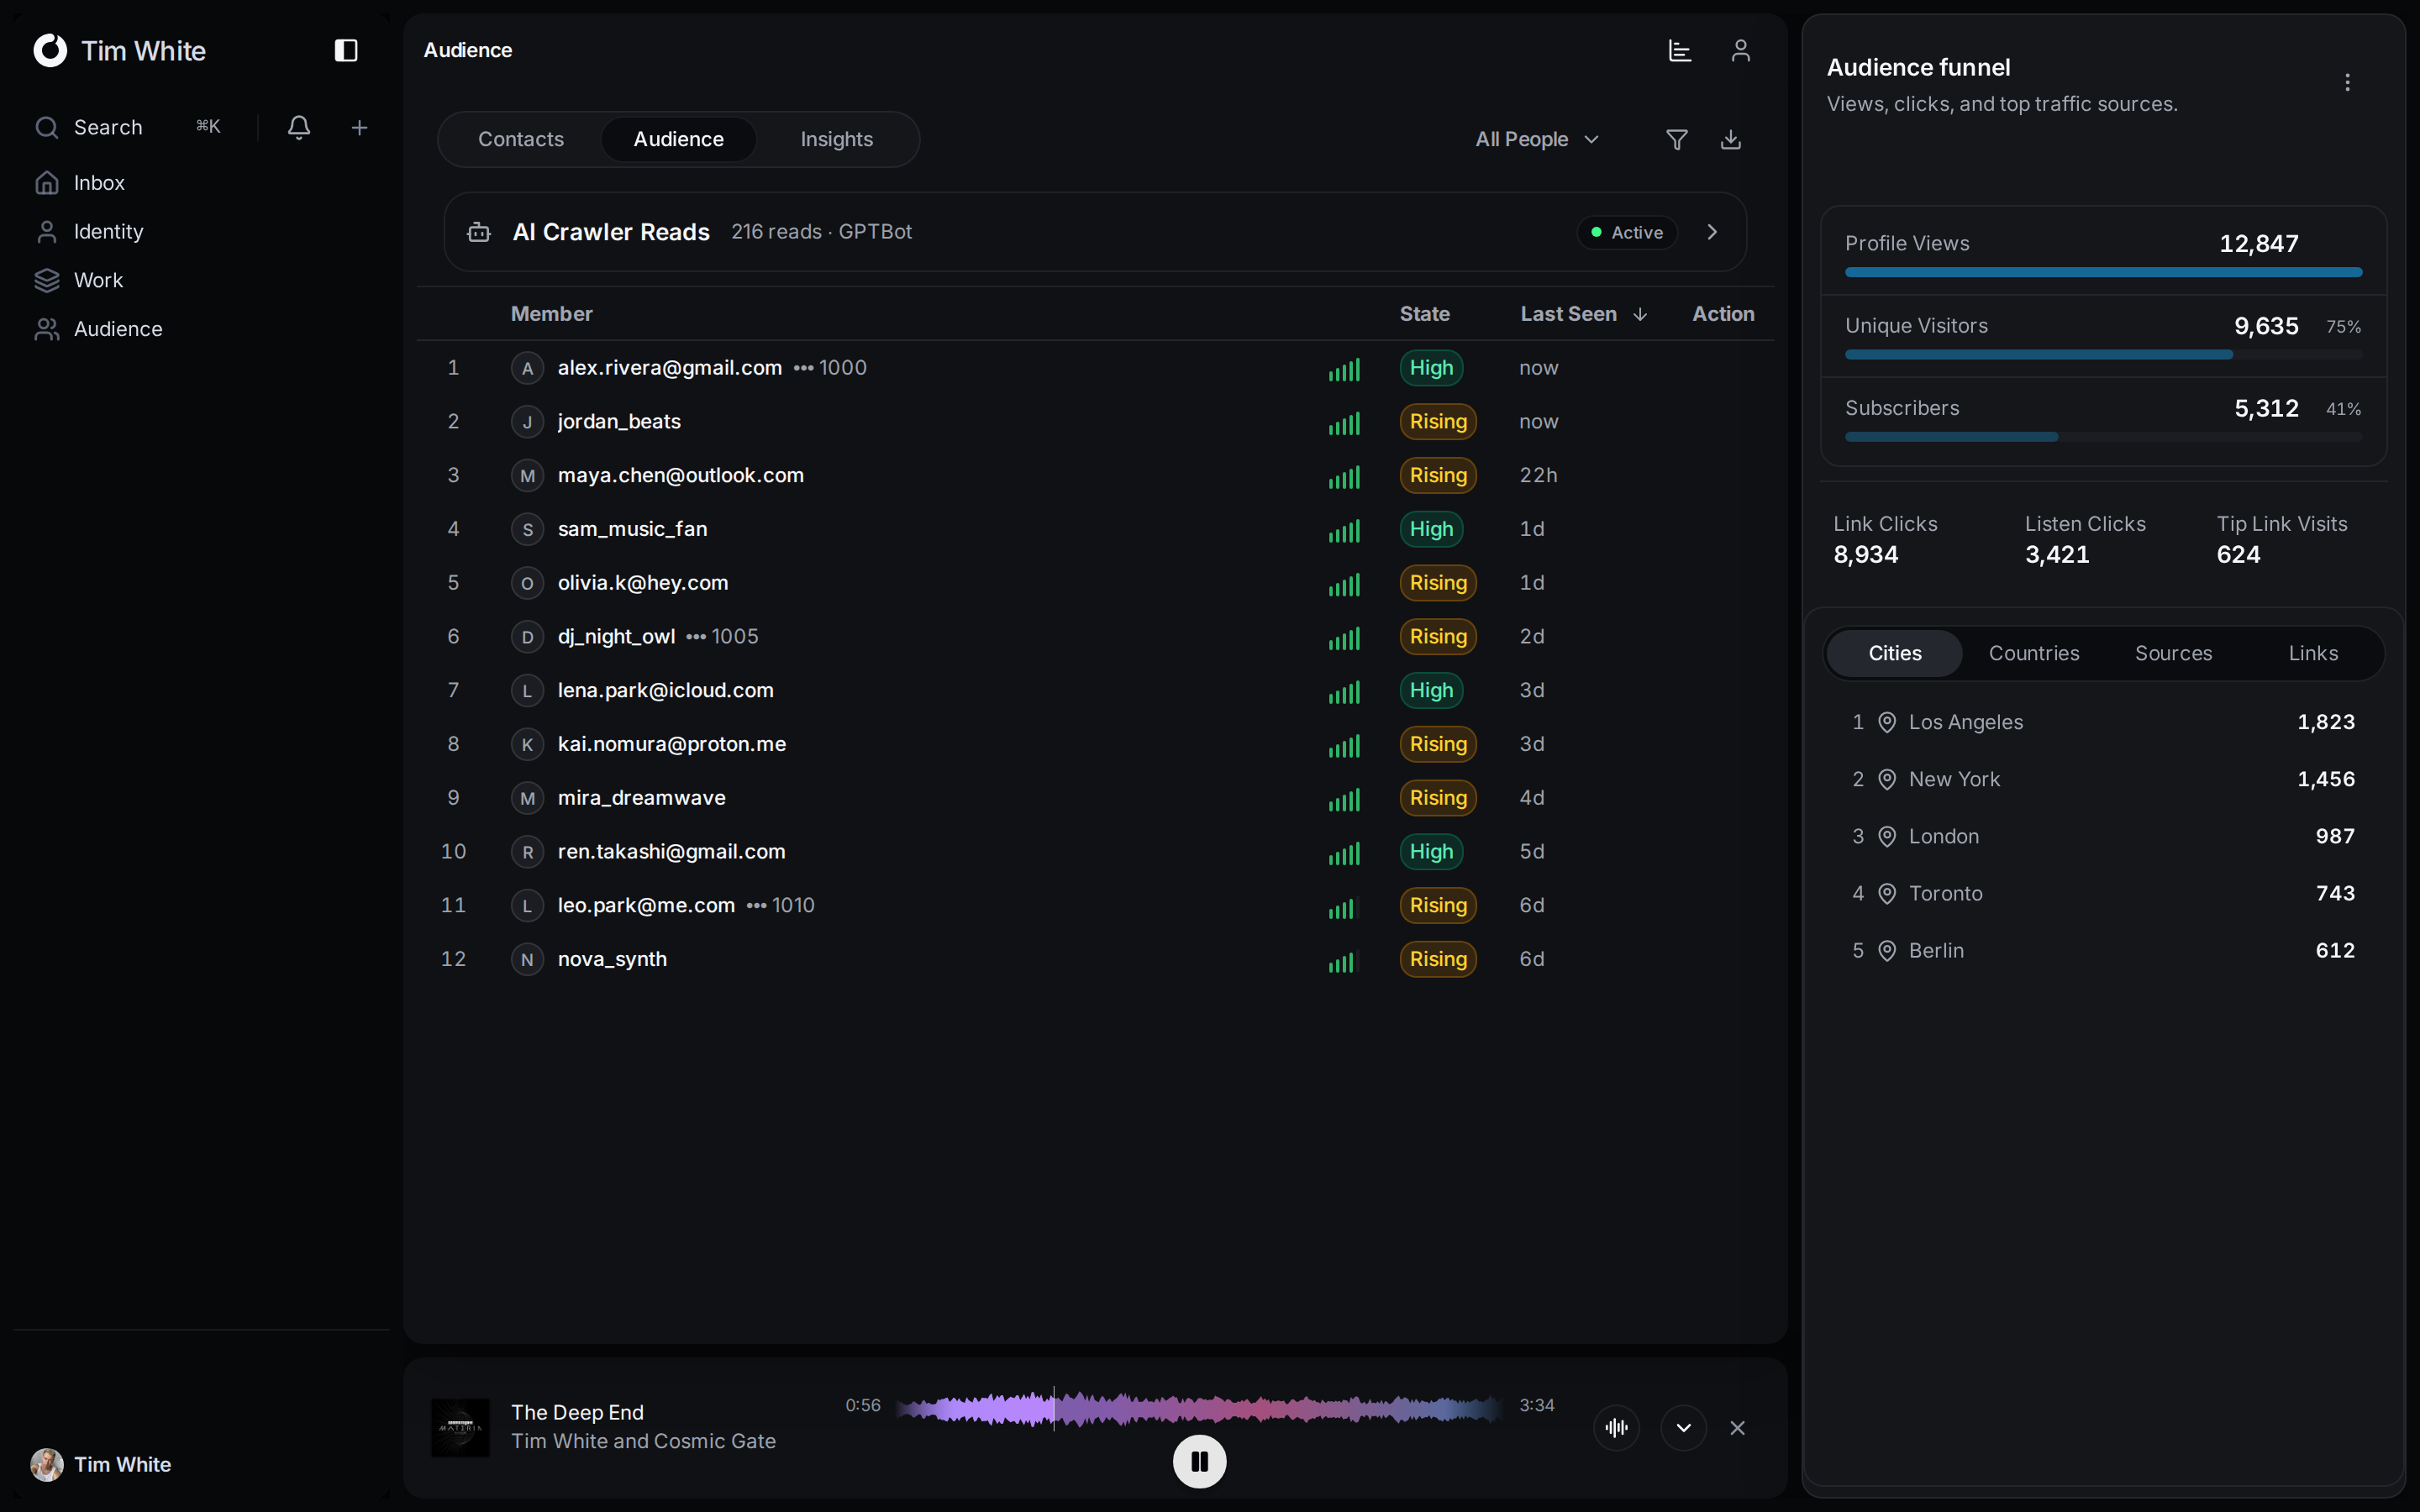 Tim White
Search ⌘K
Inbox
Identity
Work
Audience
Tim White
Audience
Contacts Audience Insights All People
AI Crawler Reads 216 reads · GPTBot Active
Member State Last Seen ↓ Action
1 A alex.rivera@gmail.com ••• 1000 High now
2 J jordan_beats Rising now
3 M maya.chen@outlook.com Rising 22h
4 S sam_music_fan High 1d
5 O olivia.k@hey.com Rising 1d
6 D dj_night_owl ••• 1005 Rising 2d
7 L lena.park@icloud.com High 3d
8 K kai.nomura@proton.me Rising 3d
9 M mira_dreamwave Rising 4d
10 R ren.takashi@gmail.com High 5d
11 L leo.park@me.com ••• 1010 Rising 6d
12 N nova_synth Rising 6d
The Deep End
Tim White and Cosmic Gate
0:56 3:34
Audience funnel
Views, clicks, and top traffic sources.
Profile Views 12,847
Unique Visitors 9,635 75%
Subscribers 5,312 41%
Link Clicks Listen Clicks Tip Link Visits
8,934 3,421 624
Cities Countries Sources Links
1 Los Angeles 1,823
2 New York 1,456
3 London 987
4 Toronto 743
5 Berlin 612